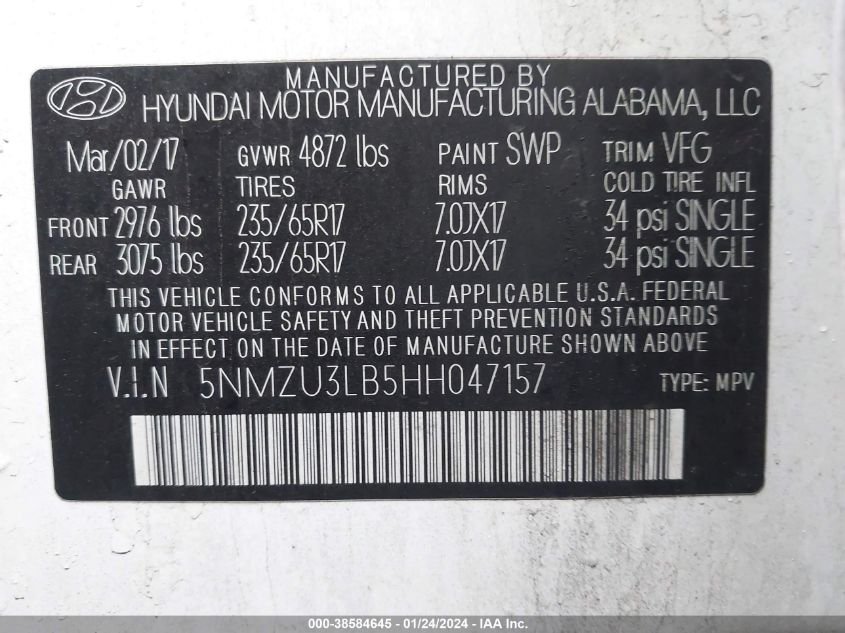 MANUFACTURED BY
HYUNDAI MOTOR MANUFACTURING ALABAMA, LLC
Mar/02/17 GVWR 4872 lbs PAINT SWP TRIM VFG
GAWR TIRES RIMS COLD TIRE INFL
FRONT 2976 lbs 235/65R17 7.0JX17 34 psi SINGLE
REAR 3075 lbs 235/65R17 7.0JX17 34 psi SINGLE
THIS VEHICLE CONFORMS TO ALL APPLICABLE U.S.A. FEDERAL
MOTOR VEHICLE SAFETY AND THEFT PREVENTION STANDARDS
IN EFFECT ON THE DATE OF MANUFACTURE SHOWN ABOVE
V.I.N 5NMZU3LB5HH047157 TYPE: MPV
000-38584645 - 01/24/2024 - IAA Inc.